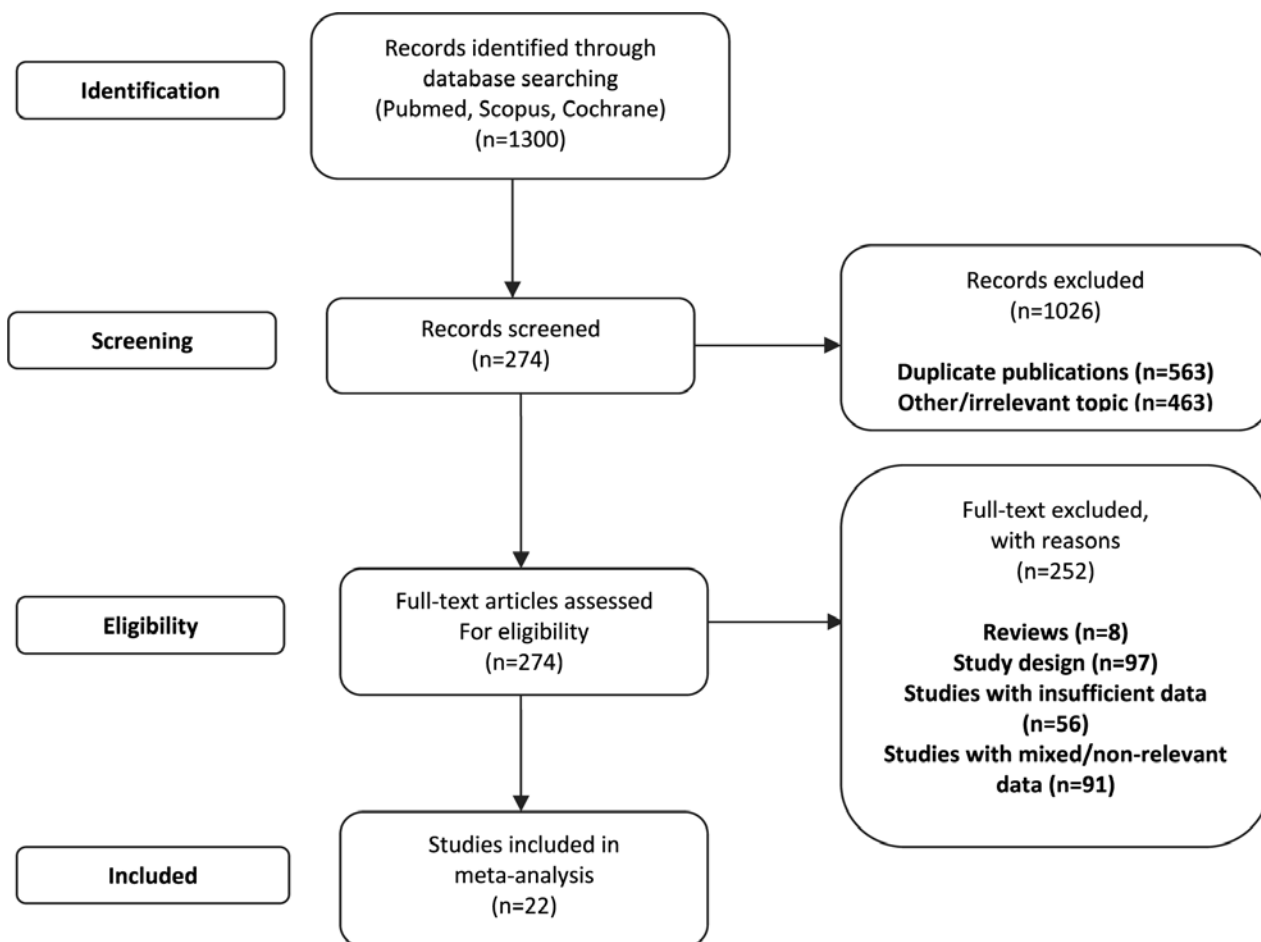 Identification
Records identified through
database searching
(Pubmed, Scopus, Cochrane)
(n=1300)
Screening
Records screened
(n=274)
Records excluded
(n=1026)
Duplicate publications (n=563)
Other/irrelevant topic (n=463)
Eligibility
Full-text articles assessed
For eligibility
(n=274)
Full-text excluded,
with reasons
(n=252)
Reviews (n=8)
Study design (n=97)
Studies with insufficient data
(n=56)
Studies with mixed/non-relevant
data (n=91)
Included
Studies included in
meta-analysis
(n=22)